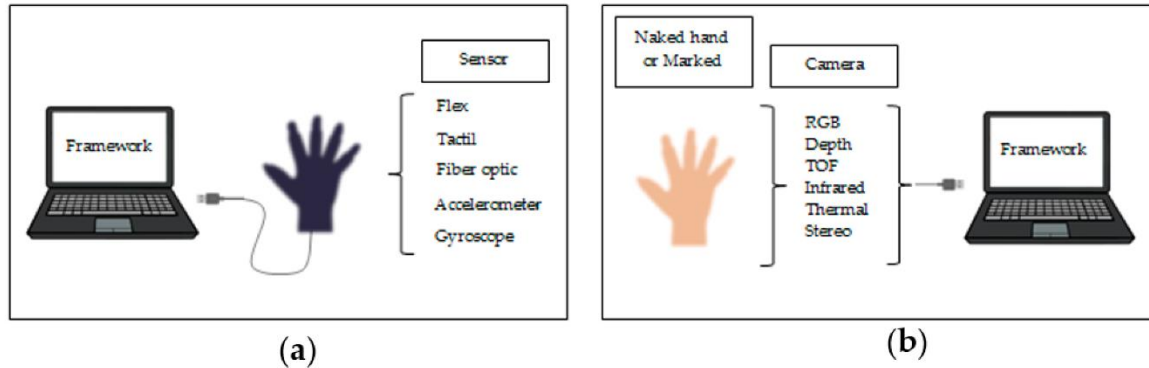 Sensor
Framework
Flex
Tactil
Fiber optic
Accelerometer
Gyroscope
(a)
Naked hand
or Marked
Camera
RGB
Depth
TOF
Infrared
Thermal
Stereo
Framework
(b)